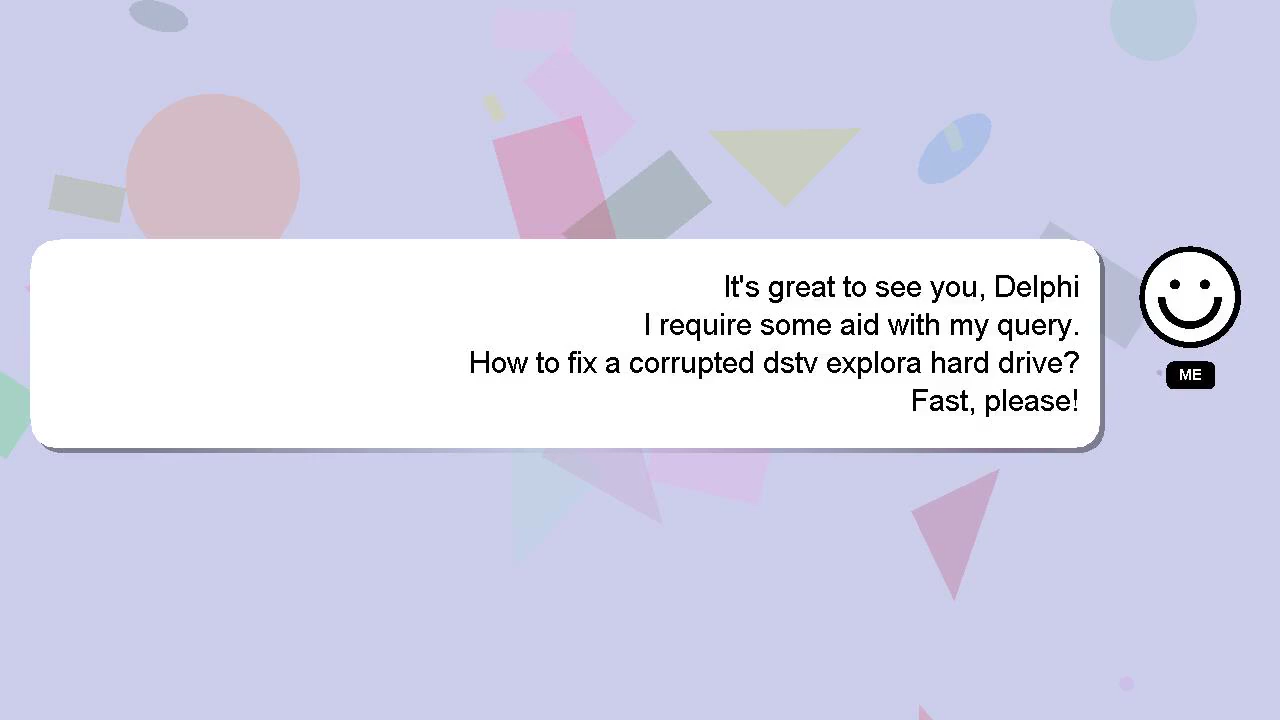 It's great to see you, Delphi
I require some aid with my query.
How to fix a corrupted dstv explora hard drive?
Fast, please!
ME